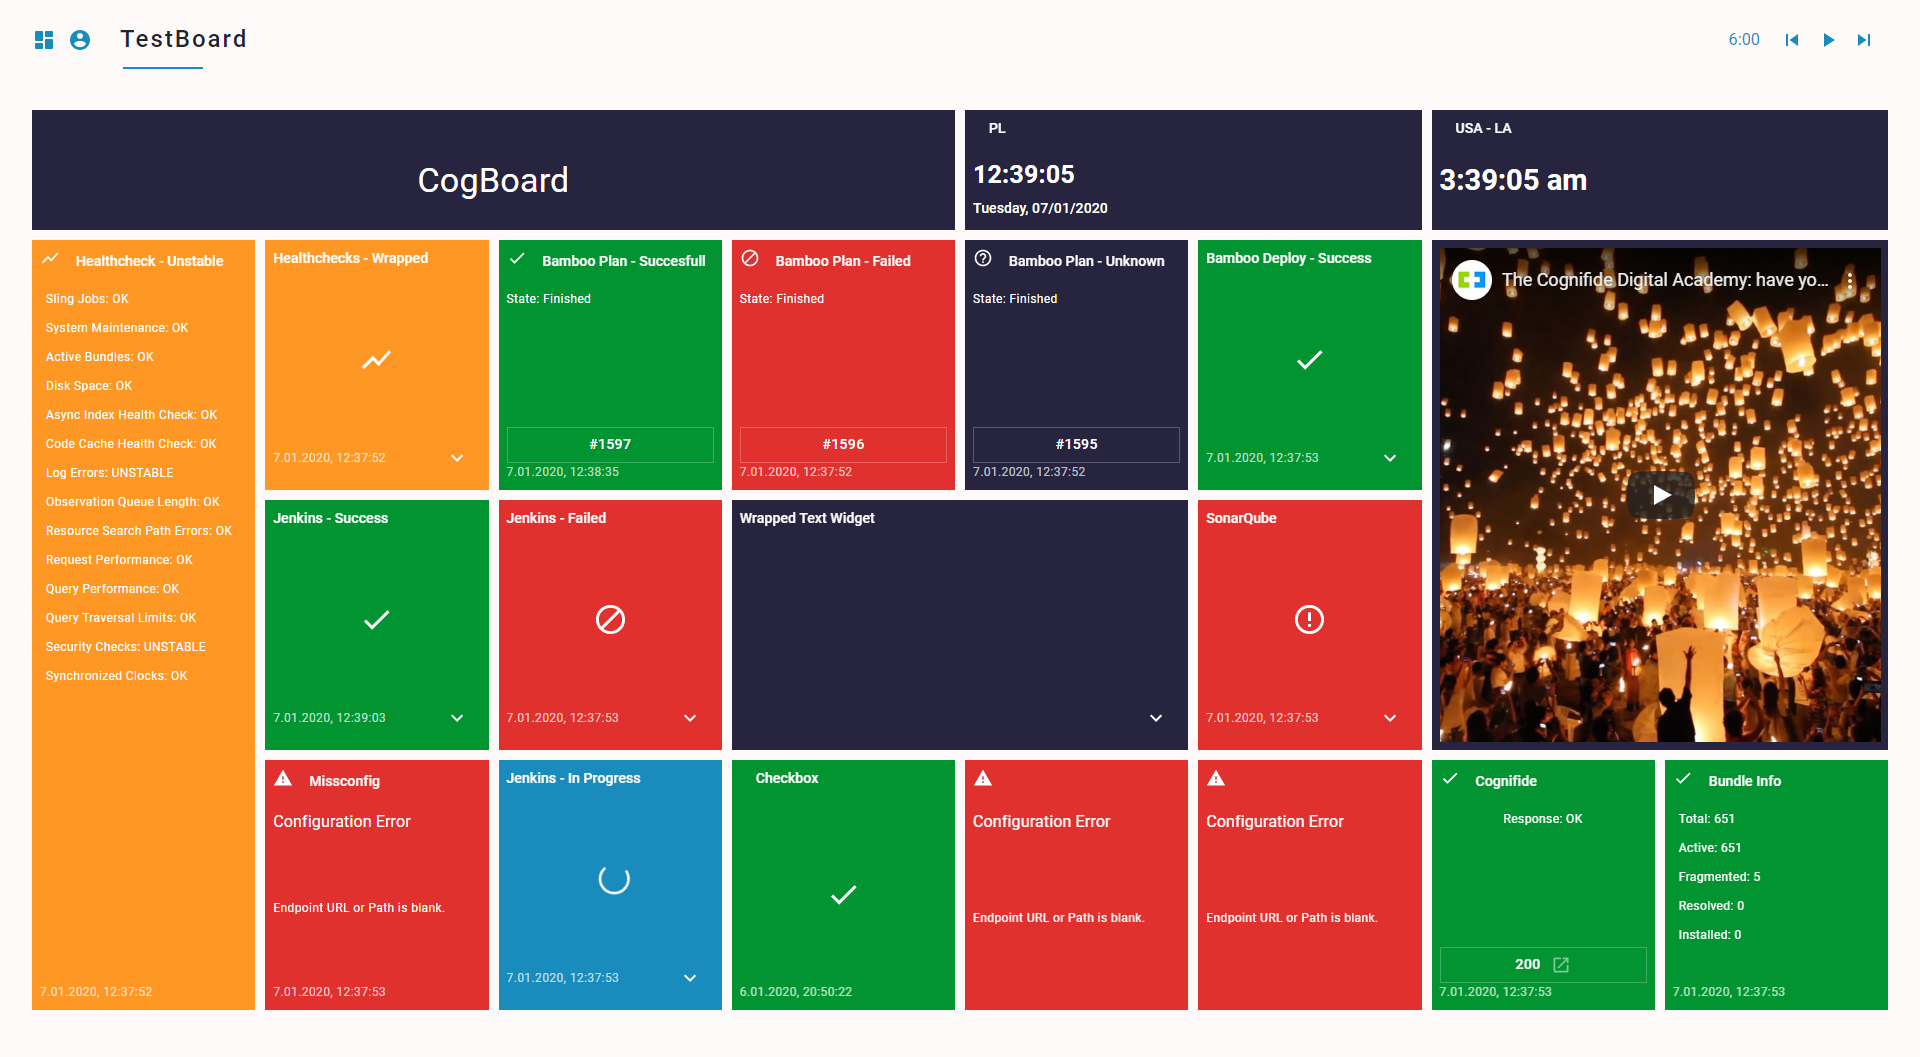 TestBoard
6:00
CogBoard
PL
12:39:05
Tuesday, 07/01/2020
USA - LA
3:39:05 am
Healthcheck - Unstable
Sling Jobs: OK
System Maintenance: OK
Active Bundles: OK
Disk Space: OK
Async Index Health Check: OK
Code Cache Health Check: OK
Log Errors: UNSTABLE
Observation Queue Length: OK
Resource Search Path Errors: OK
Request Performance: OK
Query Performance: OK
Query Traversal Limits: OK
Security Checks: UNSTABLE
Synchronized Clocks: OK
7.01.2020, 12:37:52
Healthchecks - Wrapped
7.01.2020, 12:37:52
Bamboo Plan - Succesfull
State: Finished
#1597
7.01.2020, 12:38:35
Bamboo Plan - Failed
State: Finished
#1596
7.01.2020, 12:37:52
Bamboo Plan - Unknown
State: Finished
#1595
7.01.2020, 12:37:52
Bamboo Deploy - Success
7.01.2020, 12:37:53
The Cognifide Digital Academy: have yo...
Jenkins - Success
7.01.2020, 12:39:03
Jenkins - Failed
7.01.2020, 12:37:53
Wrapped Text Widget
SonarQube
7.01.2020, 12:37:53
Missconfig
Configuration Error
Endpoint URL or Path is blank.
7.01.2020, 12:37:53
Jenkins - In Progress
7.01.2020, 12:37:53
Checkbox
6.01.2020, 20:50:22
Configuration Error
Endpoint URL or Path is blank.
Configuration Error
Endpoint URL or Path is blank.
Cognifide
Response: OK
200
7.01.2020, 12:37:53
Bundle Info
Total: 651
Active: 651
Fragmented: 5
Resolved: 0
Installed: 0
7.01.2020, 12:37:53